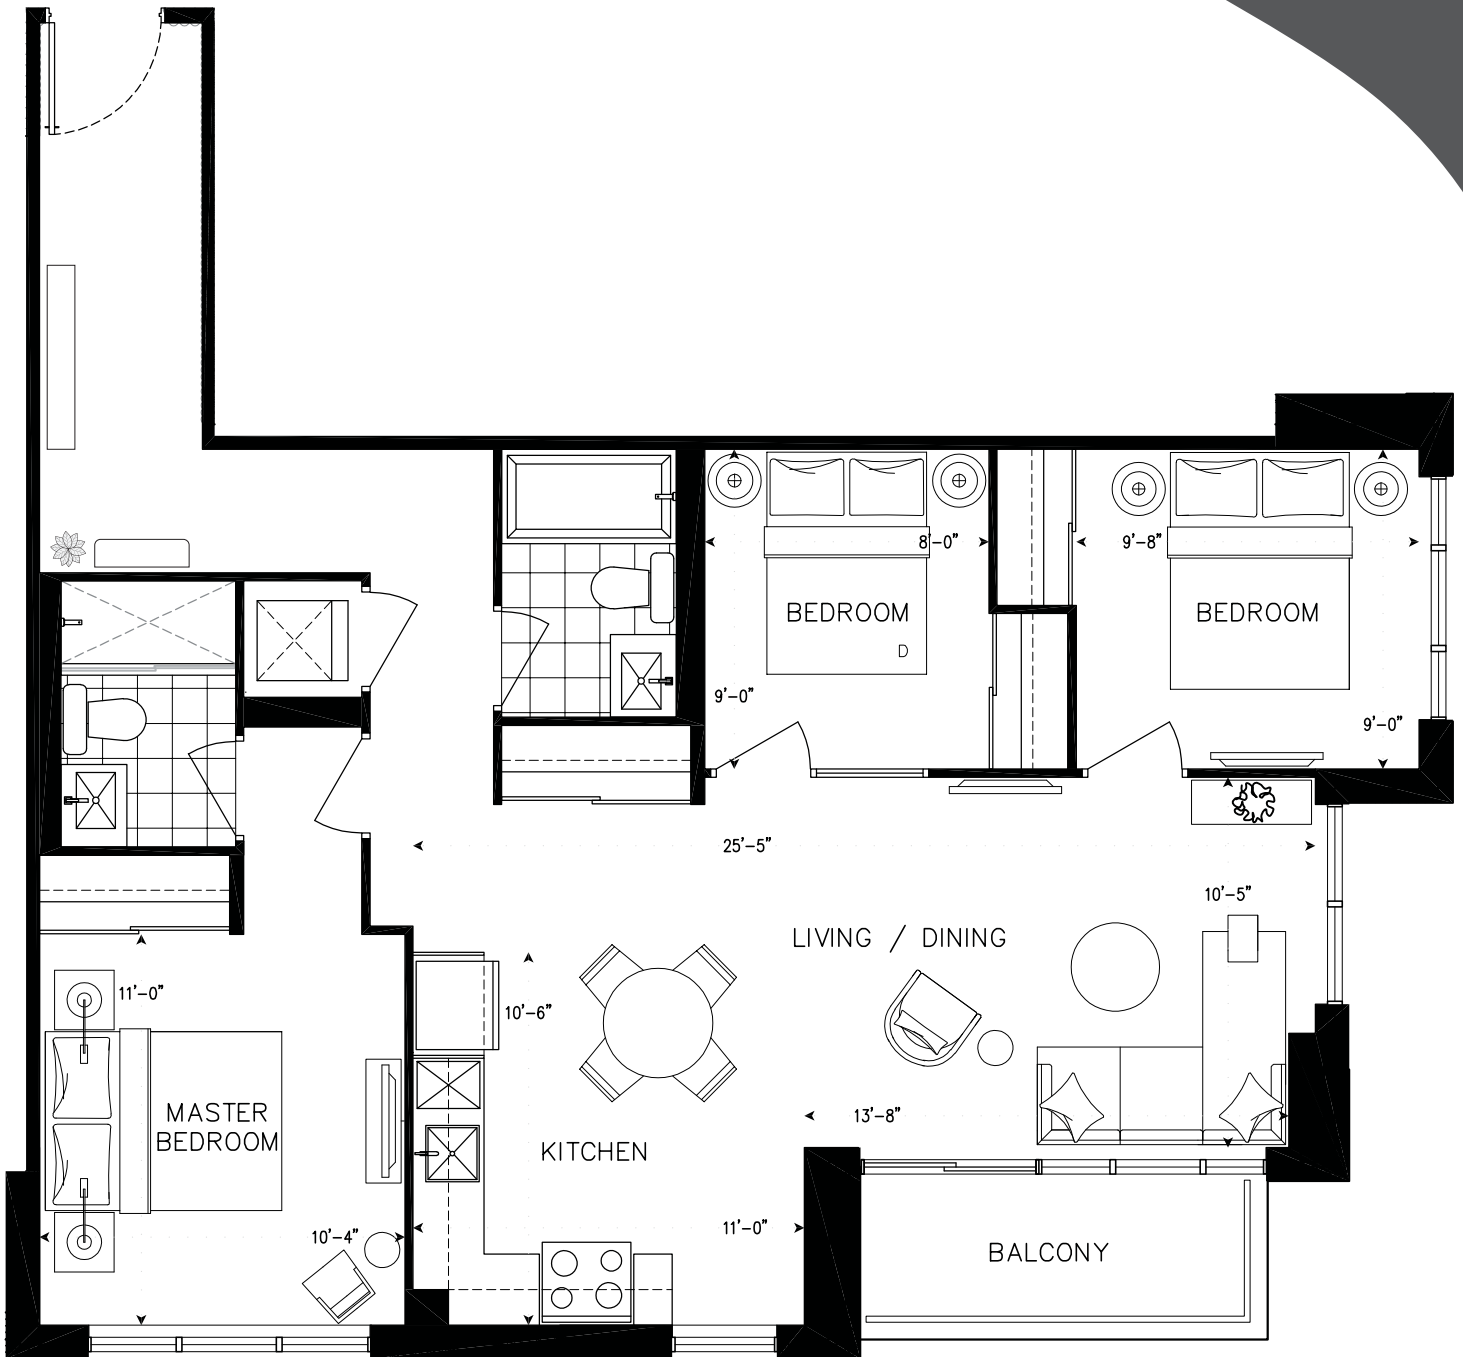 8'-0"
9'-8"
BEDROOM
BEDROOM
D
9'-0"
9'-0"
25'-5"
10'-5"
LIVING / DINING
11'-0"
10'-6"
MASTER
BEDROOM
13'-8"
KITCHEN
10'-4"
11'-0"
BALCONY